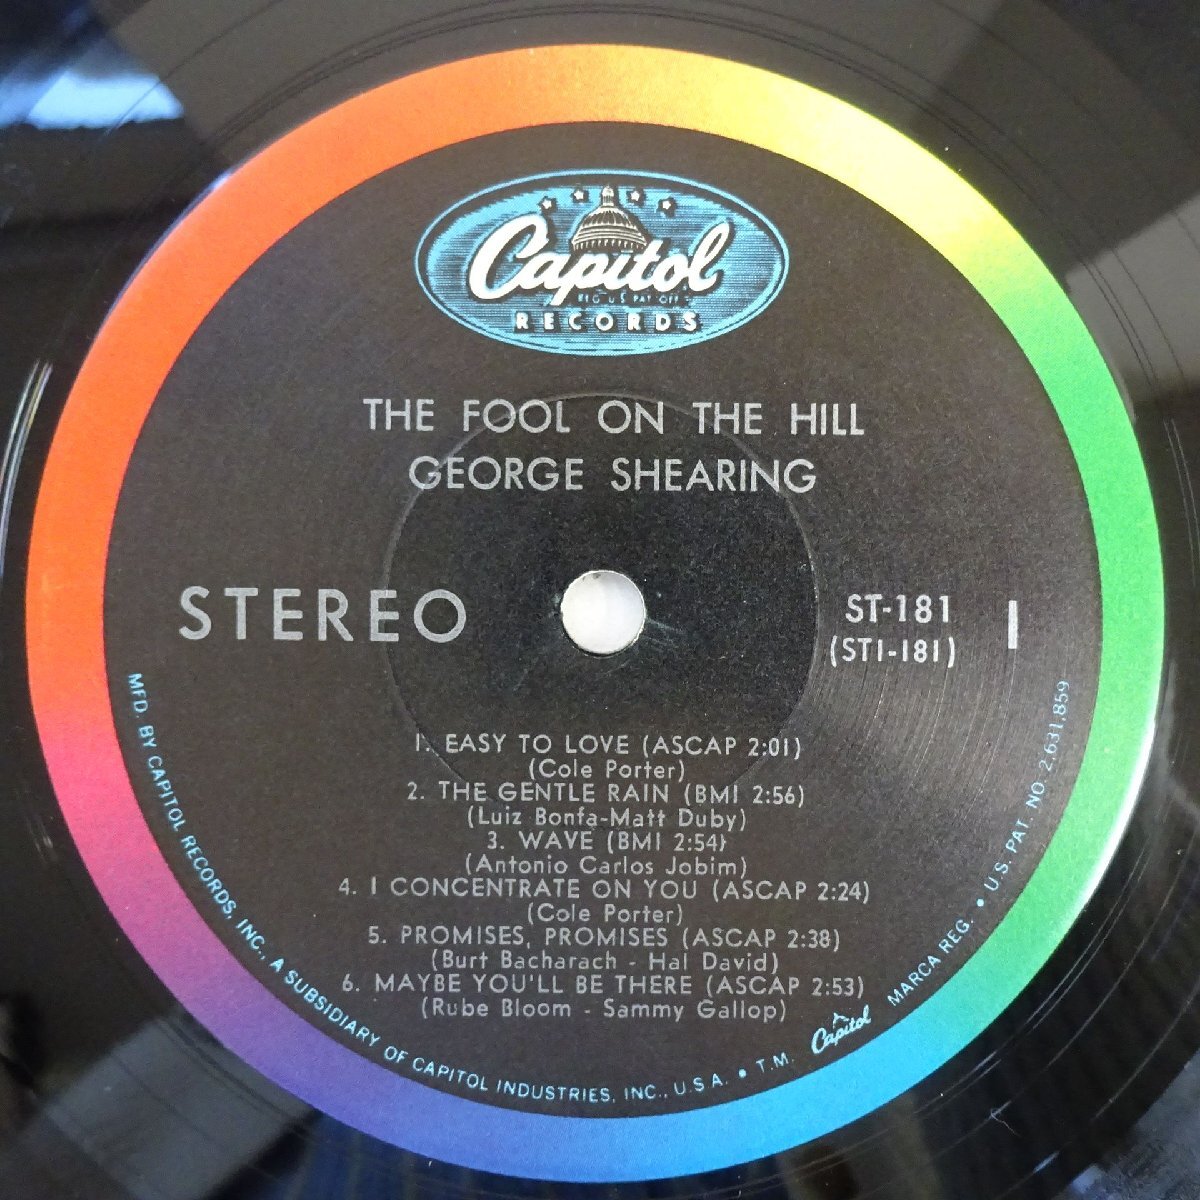 Capitol
REG U S PAT OFF
RECORDS
THE FOOL ON THE HILL
GEORGE SHEARING
STEREO
ST-181
(ST1-181)
1
1. EASY TO LOVE (ASCAP 2:01)
(Cole Porter)
2. THE GENTLE RAIN (BMI 2:56)
(Luiz Bonfa-Matt Duby)
3. WAVE (BMI 2:54)
(Antonio Carlos Jobim)
4. I CONCENTRATE ON YOU (ASCAP 2:24)
(Cole Porter)
5. PROMISES, PROMISES (ASCAP 2:38)
(Burt Bacharach - Hal David)
6. MAYBE YOU'LL BE THERE (ASCAP 2:53)
(Rube Bloom - Sammy Gallop)
MFD. BY CAPITOL RECORDS, INC., A SUBSIDIARY OF CAPITOL INDUSTRIES, INC., U.S.A. • T.M. Capitol MARCA REG. • U.S. PAT. NO. 2,631,859